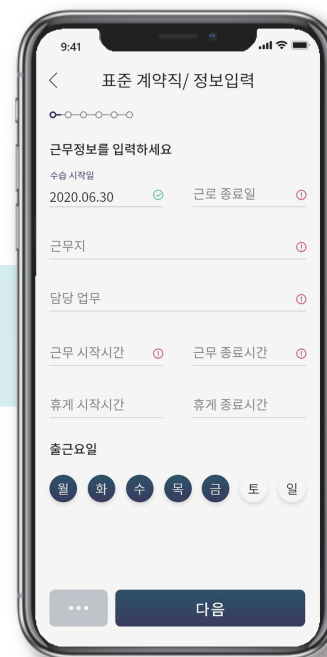 9:41
표준 계약직/ 정보입력
근무정보를 입력하세요
수습 시작일
2020.06.30 근로 종료일
근무지
담당 업무
근무 시작시간 근무 종료시간
휴게 시작시간 휴게 종료시간
출근요일
월 화 수 목 금 토 일
다음